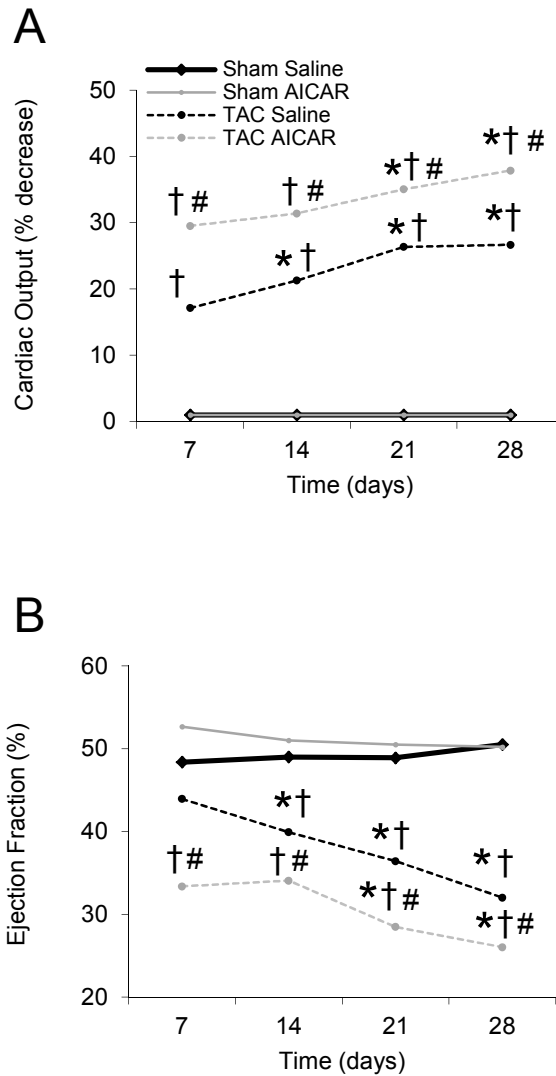 A
Sham Saline
Sham AICAR
TAC Saline
TAC AICAR
Cardiac Output (% decrease)
50
40
30
20
10
0
†#
†#
*†#
*†#
†
*†
*†
*†
7 14 21 28
Time (days)
B
Ejection Fraction (%)
60
50
40
30
20
*†
*†
*†
†#
†#
*†#
*†#
7 14 21 28
Time (days)